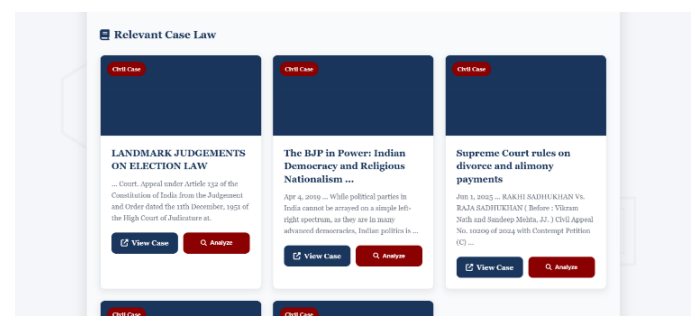 Relevant Case Law
Civil Case
LANDMARK JUDGEMENTS
ON ELECTION LAW
... Court. Appeal under Article 132 of the
Constitution of India from the Judgement
and Order dated the 11th December, 1951 of
the High Court of Judicature at.
View Case
Analyze
Civil Case
The BJP in Power: Indian
Democracy and Religious
Nationalism ...
Apr 4, 2019 ... While political parties in
India cannot be arrayed on a simple left-
right spectrum, as they are in many
advanced democracies, Indian politics is ...
View Case
Analyze
Civil Case
Supreme Court rules on
divorce and alimony
payments
Jun 1, 2025 ... RAKHI SADHUKHAN Vs.
RAJA SADHUKHAN ( Before : Vikram
Nath and Sandeep Mehta, JJ. ) Civil Appeal
No. 10209 of 2024 with Contempt Petition
(C) ...
View Case
Analyze
Civil Case
Civil Case